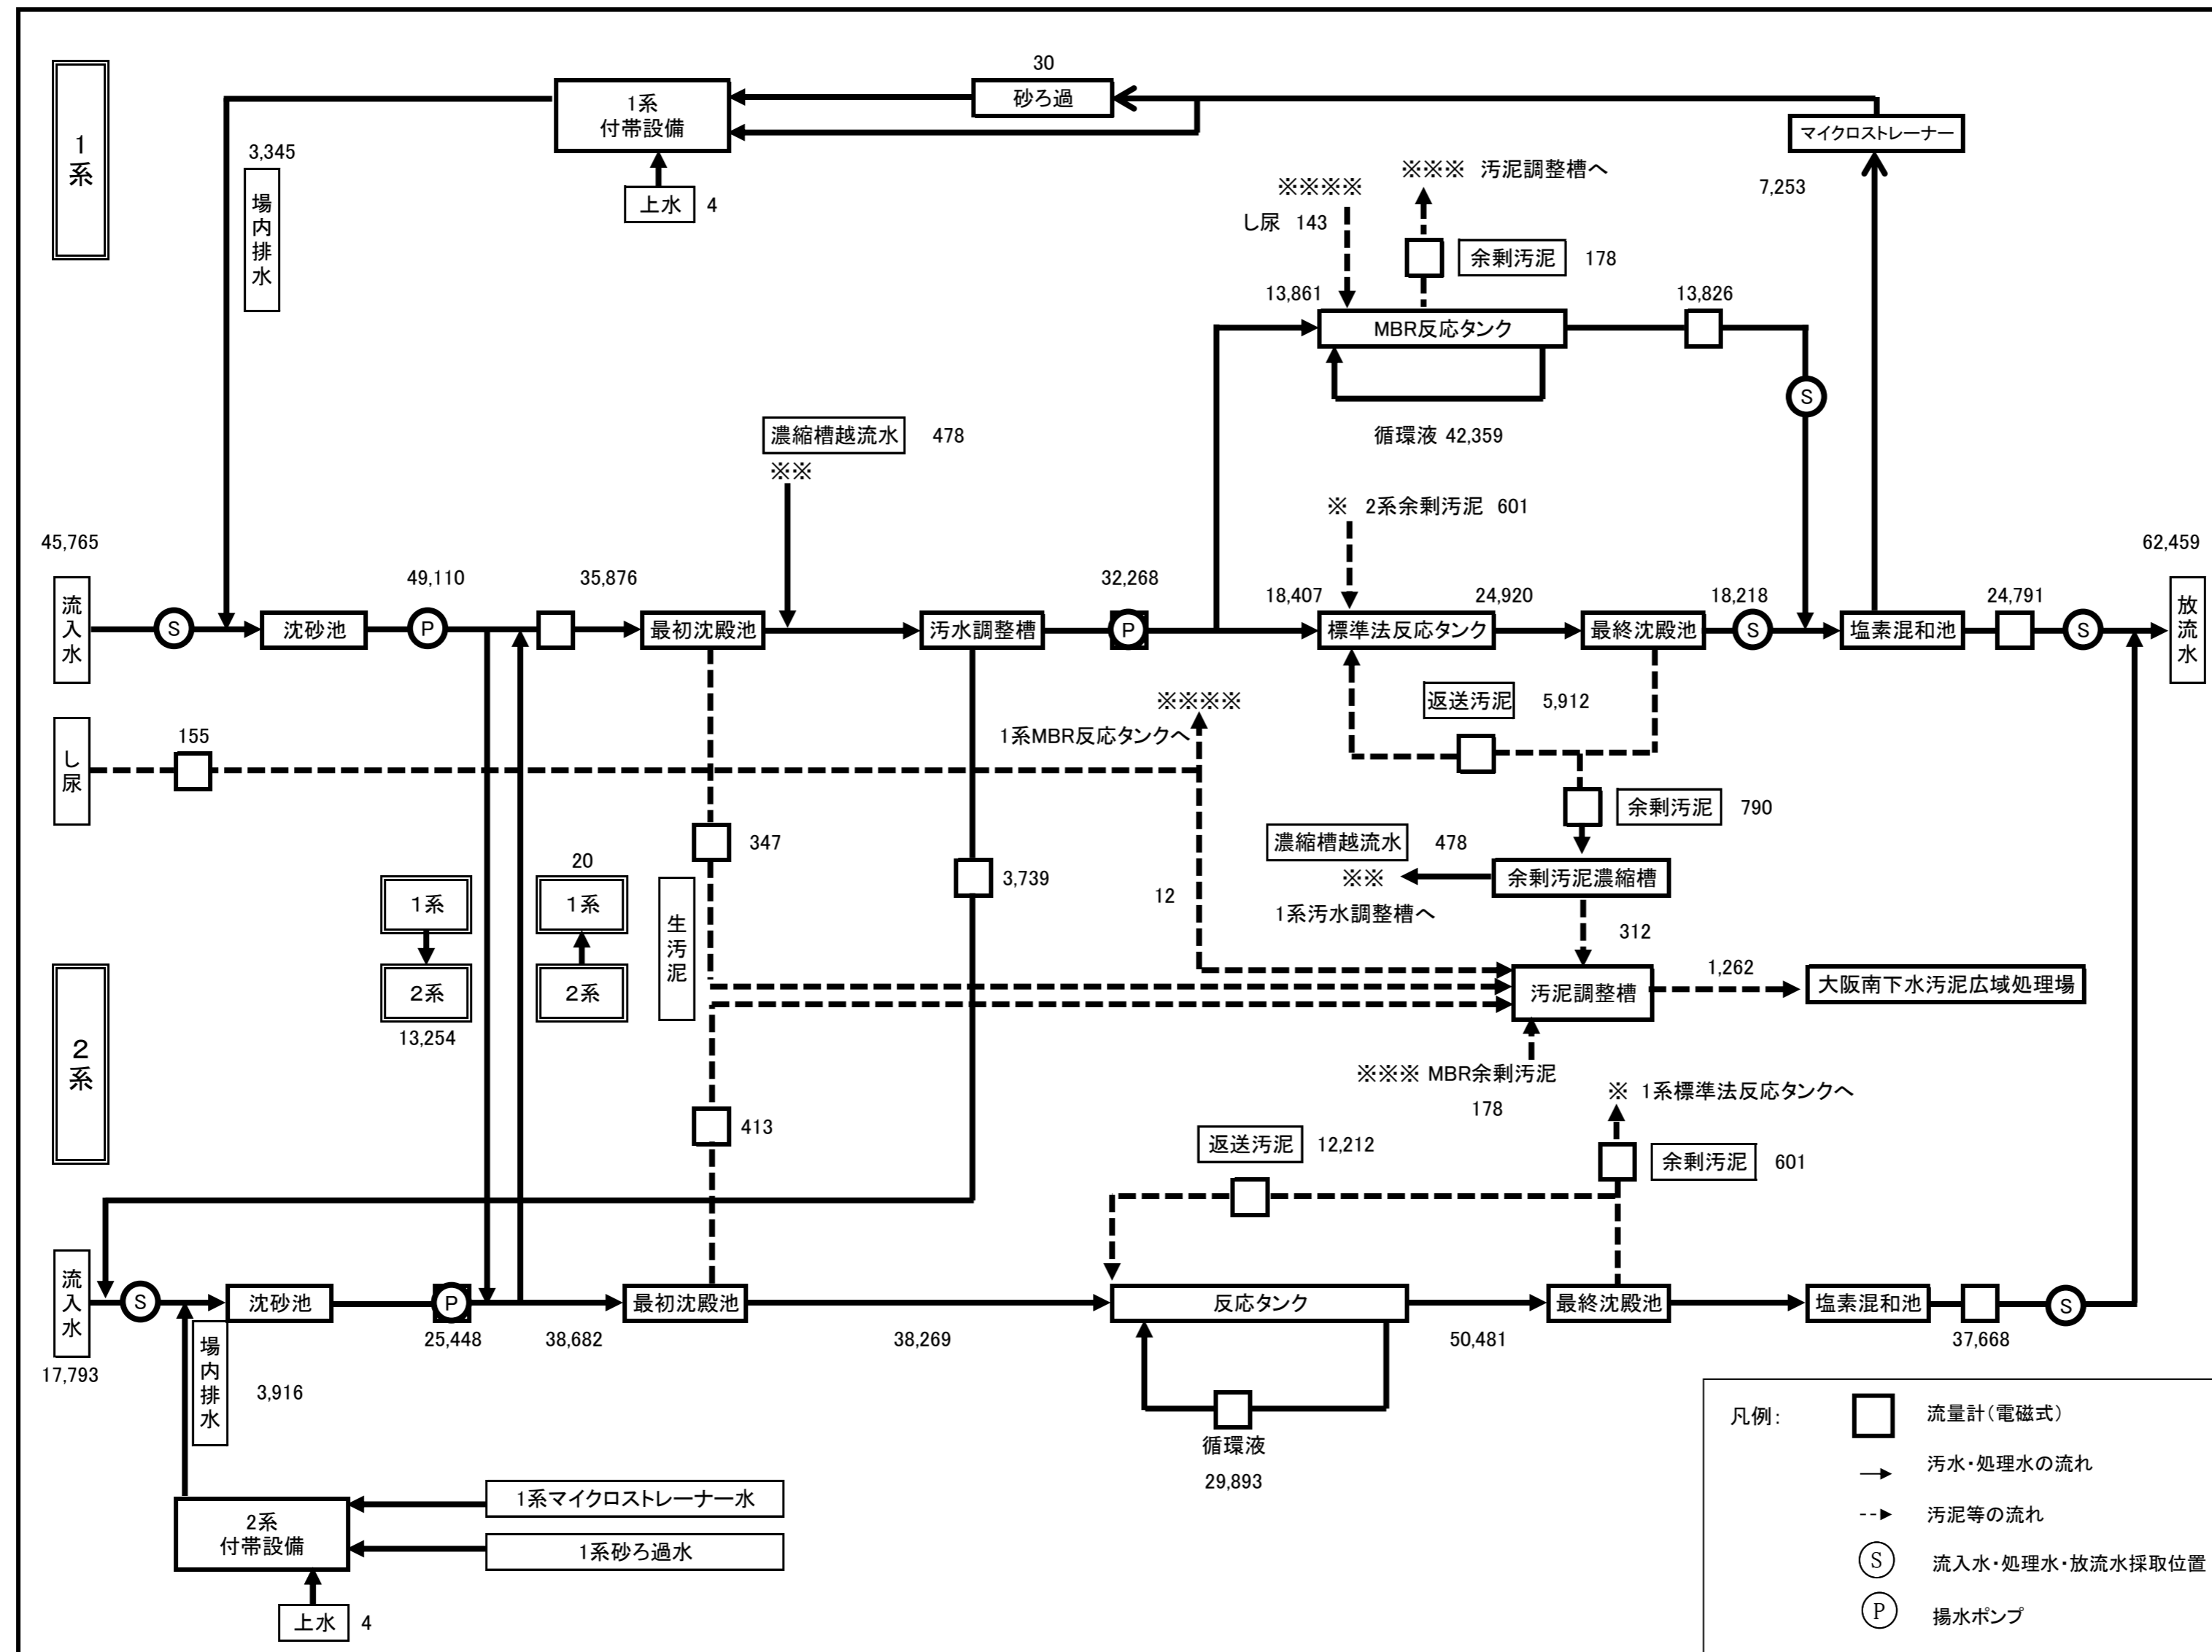 1系
30
砂ろ過
1系
付帯設備
マイクロストレーナー
3,345
場内排水
上水 4
7,253
※※※※
し尿 143
※※※ 汚泥調整槽へ
余剰汚泥 178
13,861
13,826
MBR反応タンク
S
循環液 42,359
濃縮槽越流水 478
※※
※ 2系余剰汚泥 601
45,765
49,110
35,876
32,268
18,407
24,920
18,218
24,791
62,459
流入水
S
沈砂池
P
最初沈殿池
汚水調整槽
P
標準法反応タンク
最終沈殿池
S
塩素混和池
S
放流水
返送汚泥 5,912
※※※※
1系MBR反応タンクへ
し尿
155
余剰汚泥 790
347
3,739
濃縮槽越流水 478
※※
1系汚水調整槽へ
余剰汚泥濃縮槽
312
12
20
1系
2系
13,254
1系
2系
生汚泥
汚泥調整槽
1,262
大阪南下水汚泥広域処理場
※※※ MBR余剰汚泥
178
※ 1系標準法反応タンクへ
2系
413
返送汚泥 12,212
余剰汚泥 601
流入水
17,793
S
沈砂池
P
25,448
38,682
最初沈殿池
38,269
反応タンク
50,481
最終沈殿池
塩素混和池
37,668
S
場内排水
3,916
循環液
29,893
2系
付帯設備
1系マイクロストレーナー水
1系砂ろ過水
上水 4
凡例:
流量計(電磁式)
汚水・処理水の流れ
汚泥等の流れ
S 流入水・処理水・放流水採取位置
P 揚水ポンプ